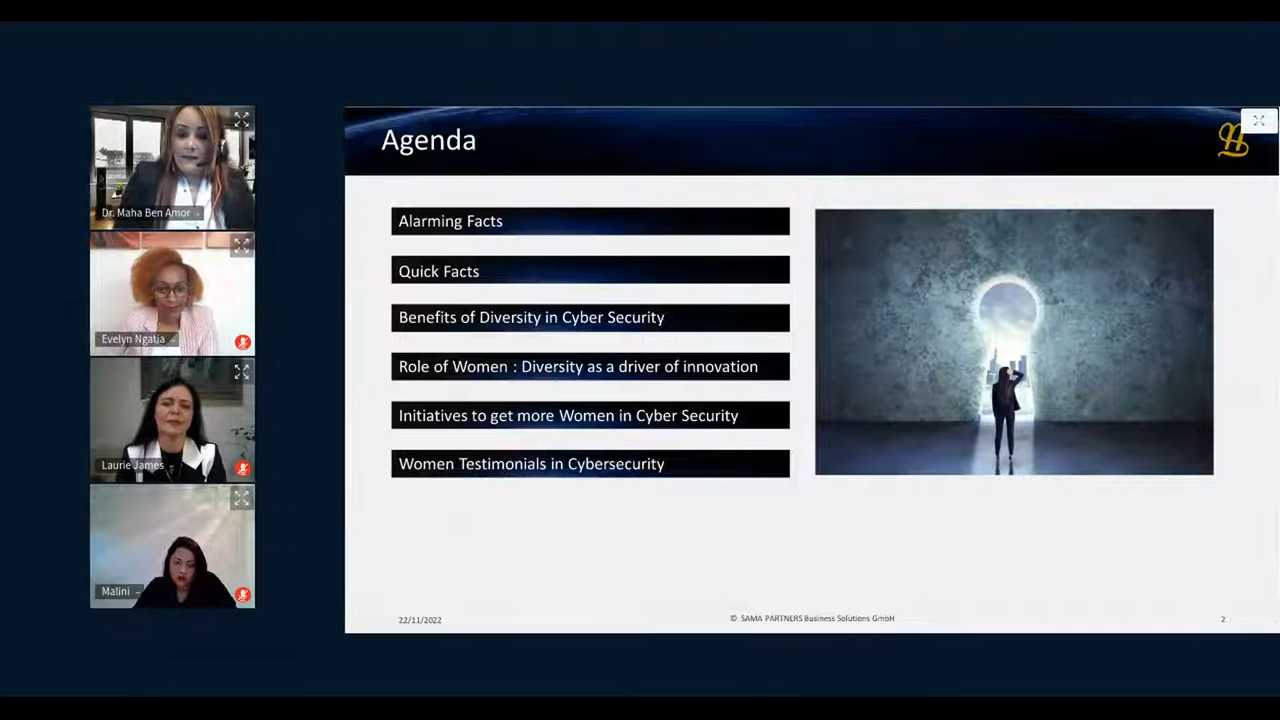 Agenda
Alarming Facts
Quick Facts
Benefits of Diversity in Cyber Security
Role of Women : Diversity as a driver of innovation
Initiatives to get more Women in Cyber Security
Women Testimonials in Cybersecurity
22/11/2022
© SAMA PARTNERS Business Solutions GmbH
2
Dr. Maha Ben Amor
Evelyn Ngatia
Laurie James
Malini